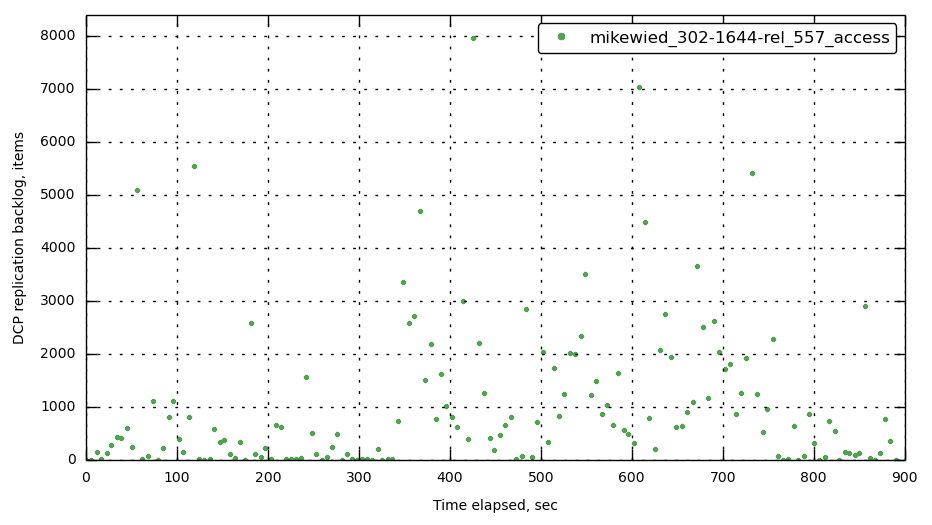 8000
7000
6000
5000
4000
3000
2000
1000
0
DCP replication backlog, items
mikewied_302-1644-rel_557_access
0 100 200 300 400 500 600 700 800 900
Time elapsed, sec